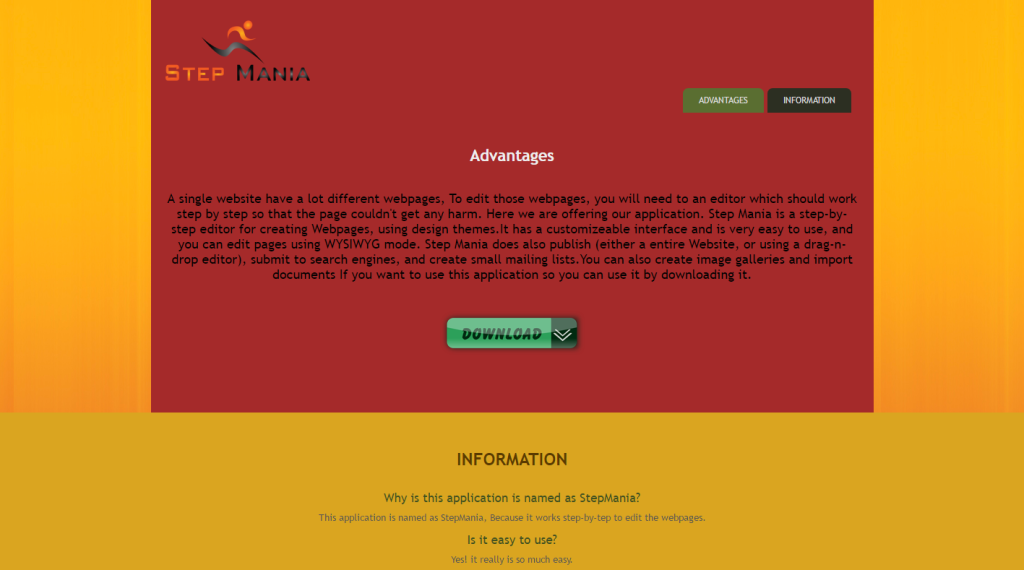 STEP MANIA
ADVANTAGES INFORMATION
Advantages
A single website have a lot different webpages, To edit those webpages, you will need to an editor which should work
step by step so that the page couldn't get any harm. Here we are offering our application. Step Mania is a step-by-
step editor for creating Webpages, using design themes.It has a customizeable interface and is very easy to use, and
you can edit pages using WYSIWYG mode. Step Mania does also publish (either a entire Website, or using a drag-n-
drop editor), submit to search engines, and create small mailing lists.You can also create image galleries and import
documents If you want to use this application so you can use it by downloading it.
DOWNLOAD
INFORMATION
Why is this application is named as StepMania?
This application is named as StepMania, Because it works step-by-tep to edit the webpages.
Is it easy to use?
Yes! it really is so much easy.